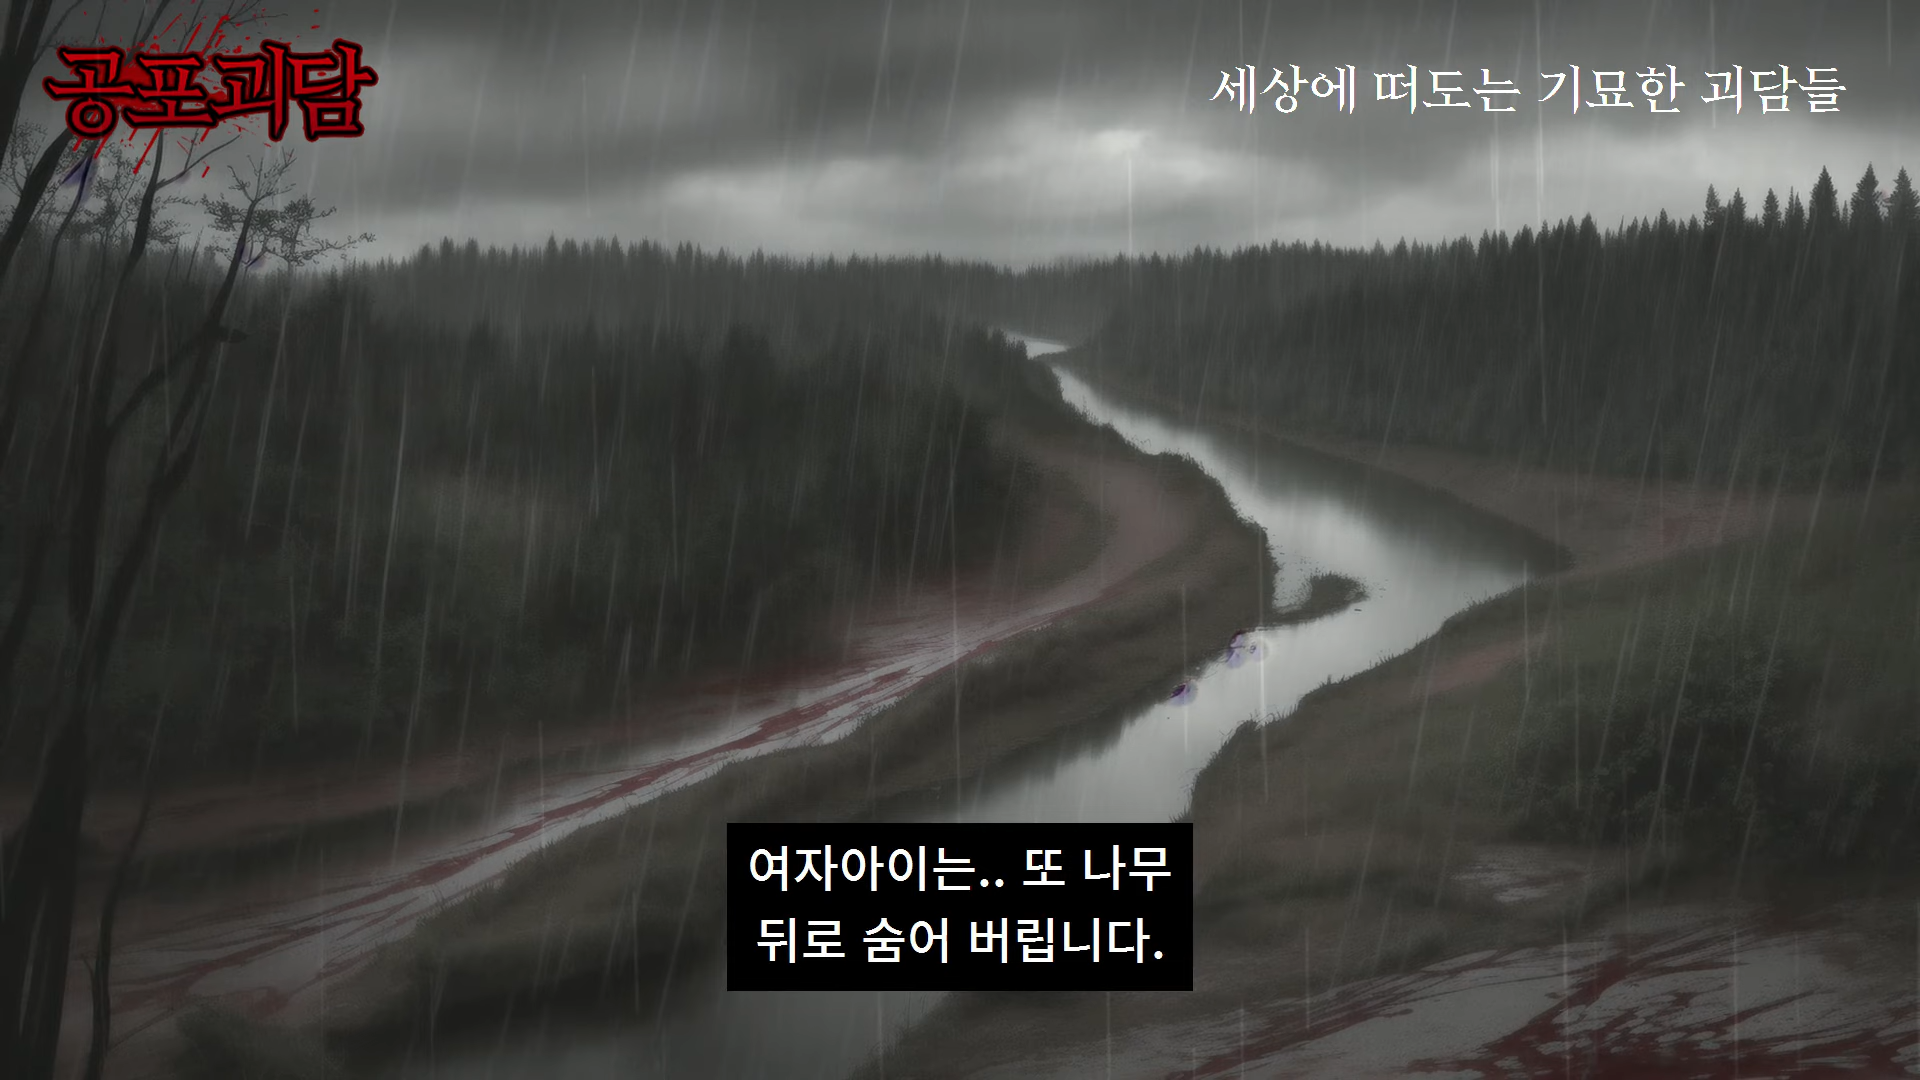 공포괴담
세상에 떠도는 기묘한 괴담들
여자아이는.. 또 나무
뒤로 숨어 버립니다.